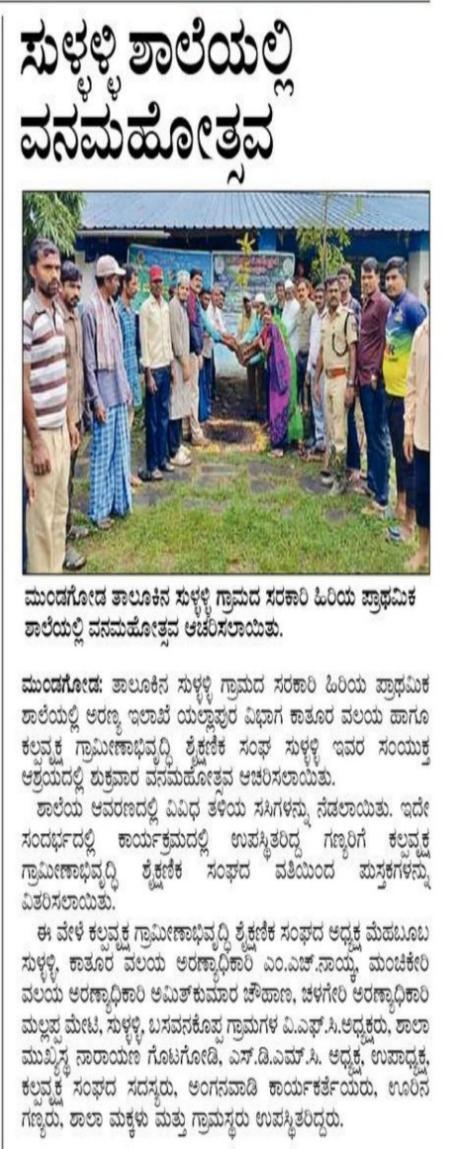 ಸುಳ್ಳಳ್ಳಿ ಶಾಲೆಯಲ್ಲಿ
ವನಮಹೋತ್ಸವ
ಮುಂಡಗೋಡ ತಾಲೂಕಿನ ಸುಳ್ಳಳ್ಳಿ ಗ್ರಾಮದ ಸರಕಾರಿ ಹಿರಿಯ ಪ್ರಾಥಮಿಕ
ಶಾಲೆಯಲ್ಲಿ ವನಮಹೋತ್ಸವ ಆಚರಿಸಲಾಯಿತು.
ಮುಂಡಗೋಡ: ತಾಲೂಕಿನ ಸುಳ್ಳಳ್ಳಿ ಗ್ರಾಮದ ಸರಕಾರಿ ಹಿರಿಯ ಪ್ರಾಥಮಿಕ
ಶಾಲೆಯಲ್ಲಿ ಅರಣ್ಯ ಇಲಾಖೆ ಯಲ್ಲಾಪುರ ವಿಭಾಗ ಕಾತೂರ ವಲಯ ಹಾಗೂ
ಕಲ್ಪವೃಕ್ಷ ಗ್ರಾಮೀಣಾಭಿವೃದ್ಧಿ ಶೈಕ್ಷಣಿಕ ಸಂಘ ಸುಳ್ಳಳ್ಳಿ ಇವರ ಸಂಯುಕ್ತ
ಆಶ್ರಯದಲ್ಲಿ ಶುಕ್ರವಾರ ವನಮಹೋತ್ಸವ ಆಚರಿಸಲಾಯಿತು.
ಶಾಲೆಯ ಆವರಣದಲ್ಲಿ ವಿವಿಧ ತಳಿಯ ಸಸಿಗಳನ್ನು ನೆಡಲಾಯಿತು. ಇದೇ
ಸಂದರ್ಭದಲ್ಲಿ ಕಾರ್ಯಕ್ರಮದಲ್ಲಿ ಉಪಸ್ಥಿತರಿದ್ದ ಗಣ್ಯರಿಗೆ ಕಲ್ಪವೃಕ್ಷ
ಗ್ರಾಮೀಣಾಭಿವೃದ್ಧಿ ಶೈಕ್ಷಣಿಕ ಸಂಘದ ವತಿಯಿಂದ ಪುಸ್ತಕಗಳನ್ನು
ವಿತರಿಸಲಾಯಿತು.
ಈ ವೇಳೆ ಕಲ್ಪವೃಕ್ಷ ಗ್ರಾಮೀಣಾಭಿವೃದ್ಧಿ ಶೈಕ್ಷಣಿಕ ಸಂಘದ ಅಧ್ಯಕ್ಷ ಮೆಹಬೂಬ
ಸುಳ್ಳಳ್ಳಿ, ಕಾತೂರ ವಲಯ ಅರಣ್ಯಾಧಿಕಾರಿ ಎಂ.ಎಚ್.ನಾಯ್ಕ, ಮಂಚಿಕೇರಿ
ವಲಯ ಅರಣ್ಯಾಧಿಕಾರಿ ಅಮಿತ್‌ಕುಮಾರ ಚೌಹಾಣ, ಚಳಗೇರಿ ಅರಣ್ಯಾಧಿಕಾರಿ
ಮಲ್ಲಪ್ಪ ಮೇಟಿ, ಸುಳ್ಳಳ್ಳಿ, ಬಸವನಕೊಪ್ಪ ಗ್ರಾಮಗಳ ವಿ.ಎಫ್.ಸಿ.ಅಧ್ಯಕ್ಷರು, ಶಾಲಾ
ಮುಖ್ಯಸ್ಥ ನಾರಾಯಣ ಗೊಟಗೋಡಿ, ಎಸ್.ಡಿ.ಎಮ್.ಸಿ. ಅಧ್ಯಕ್ಷ, ಉಪಾಧ್ಯಕ್ಷ,
ಕಲ್ಪವೃಕ್ಷ ಸಂಘದ ಸದಸ್ಯರು, ಅಂಗನವಾಡಿ ಕಾರ್ಯಕರ್ತೆಯರು, ಊರಿನ
ಗಣ್ಯರು, ಶಾಲಾ ಮಕ್ಕಳು ಮತ್ತು ಗ್ರಾಮಸ್ಥರು ಉಪಸ್ಥಿತರಿದ್ದರು.